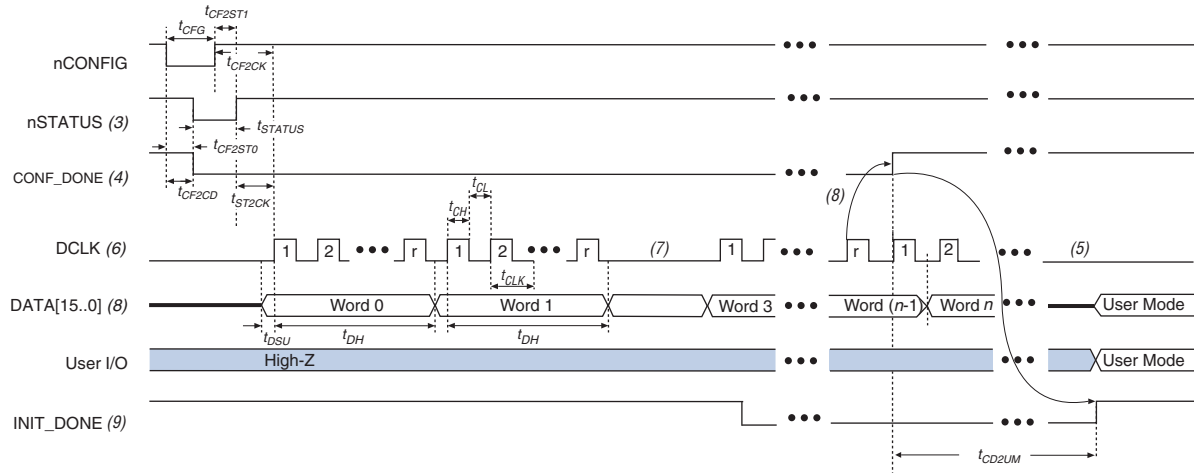 tCF2ST1
tCFG
nCONFIG
tCF2CK
nSTATUS (3)
tSTATUS
tCF2ST0
CONF_DONE (4)
tCF2CD
tST2CK
tCL
(8)
tCH
DCLK (6)
1 2 r 1 2 r (7) 1 r 1 2 (5)
tCLK
DATA[15..0] (8) Word 0 Word 1 Word 3 Word (n-1) Word n User Mode
tDSU tDH tDH
User I/O High-Z User Mode
INIT_DONE (9)
tCD2UM